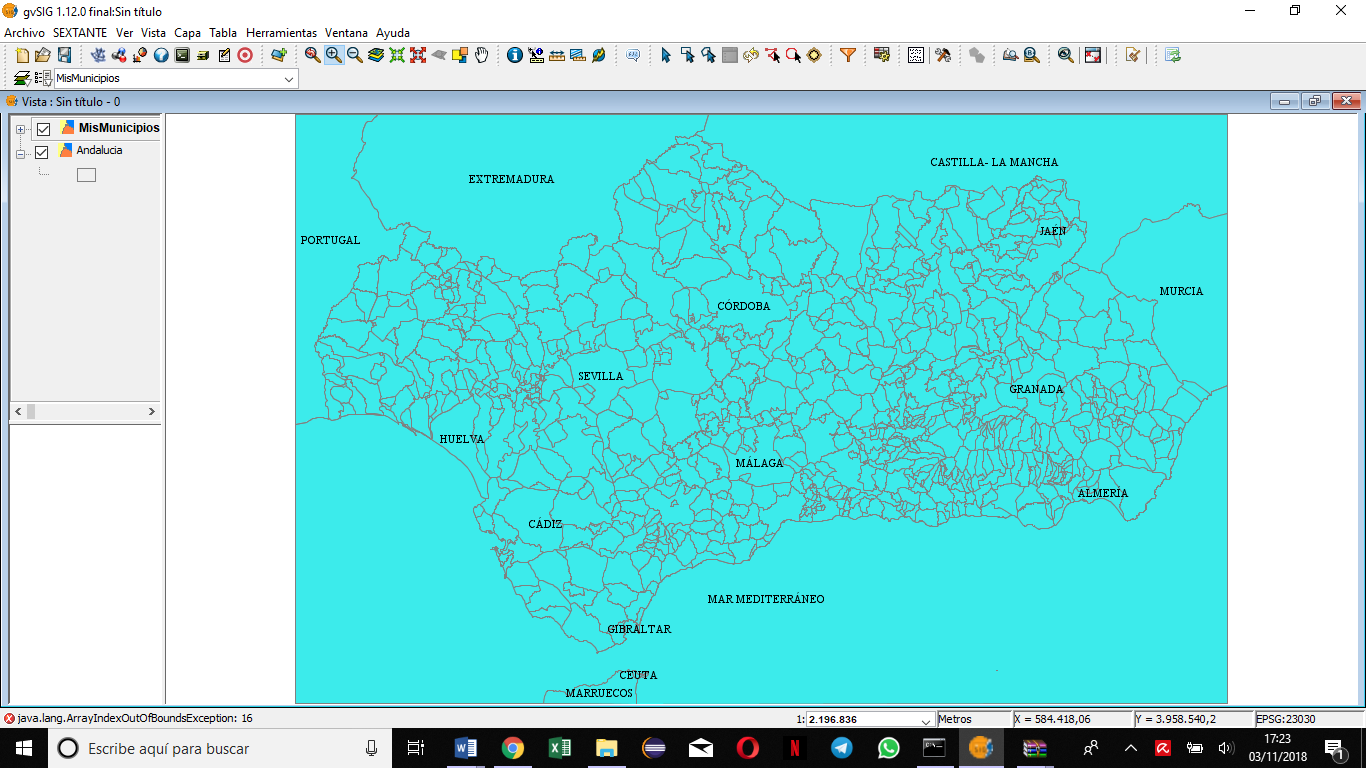 gvSIG 1.12.0 final:Sin título
Archivo SEXTANTE Ver Vista Capa Tabla Herramientas Ventana Ayuda
MisMunicipios
Vista : Sin título - 0
MisMunicipios
Andalucia
CASTILLA- LA MANCHA
EXTREMADURA
JAEN
PORTUGAL
MURCIA
CÓRDOBA
SEVILLA
GRANADA
HUELVA
MÁLAGA
ALMERÍA
CÁDIZ
MAR MEDITERRÁNEO
GIBRALTAR
CEUTA
MARRUECOS
java.lang.ArrayIndexOutOfBoundsException: 16
1: 2.196.836
Metros
X = 584.418,06
Y = 3.958.540,2
EPSG:23030
Escribe aquí para buscar
17:23
03/11/2018